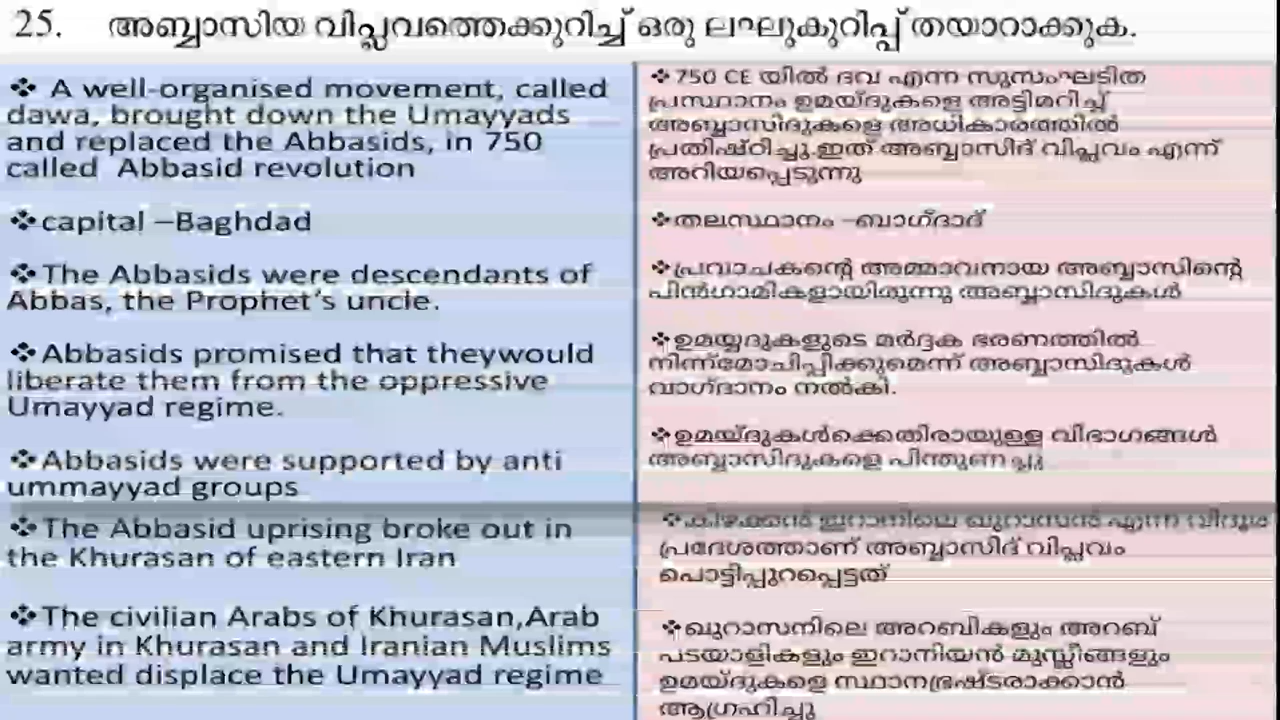 25. അബ്ബാസിയ വിപ്ലവത്തെക്കുറിച്ച് ഒരു ലഘുകുറിപ്പ് തയാറാക്കുക.
❖ A well-organised movement, called
dawa, brought down the Umayyads
and replaced the Abbasids, in 750
called Abbasid revolution
❖capital –Baghdad
❖The Abbasids were descendants of
Abbas, the Prophet's uncle.
❖Abbasids promised that theywould
liberate them from the oppressive
Umayyad regime.
❖Abbasids were supported by anti
ummayyad groups
❖The Abbasid uprising broke out in
the Khurasan of eastern Iran
❖The civilian Arabs of Khurasan,Arab
army in Khurasan and Iranian Muslims
wanted displace the Umayyad regime
❖750 CE യിൽ ദവ എന്ന സുസംഘടിത
പ്രസ്ഥാനം ഉമയ്ദുകളെ അട്ടിമറിച്ച്
അബ്ബാസിദുകളെ അധികാരത്തിൽ
പ്രതിഷ്ഠിച്ചു.ഇത് അബ്ബാസിദ് വിപ്ലവം എന്ന്
അറിയപ്പെടുന്നു
❖തലസ്ഥാനം –ബാഗ്ദാദ്
❖പ്രവാചകന്റെ അമ്മാവനായ അബ്ബാസിന്റെ
പിൻഗാമികളായിരുന്നു അബ്ബാസിദുകൾ
❖ഉമയ്യദുകളുടെ മർദ്ദക ഭരണത്തിൽ
നിന്ന്മോചിപ്പിക്കുമെന്ന് അബ്ബാസിദുകൾ
വാഗ്ദാനം നൽകി.
❖ഉമയ്ദുകൾക്കെതിരായുള്ള വിഭാഗങ്ങൾ
അബ്ബാസിദുകളെ പിന്തുണച്ചു
❖കിഴക്കൻ ഇറാനിലെ ഖുറാസൻ എന്ന വിദൂര
പ്രദേശത്താണ് അബ്ബാസിദ് വിപ്ലവം
പൊട്ടിപ്പുറപ്പെട്ടത്
❖ഖുറാസനിലെ അറബികളും അറബ്
പടയാളികളും ഇറാനിയൻ മുസ്ലീങ്ങളും
ഉമയ്ദുകളെ സ്ഥാനഭ്രഷ്ടരാക്കാൻ
ആഗ്രഹിച്ചു